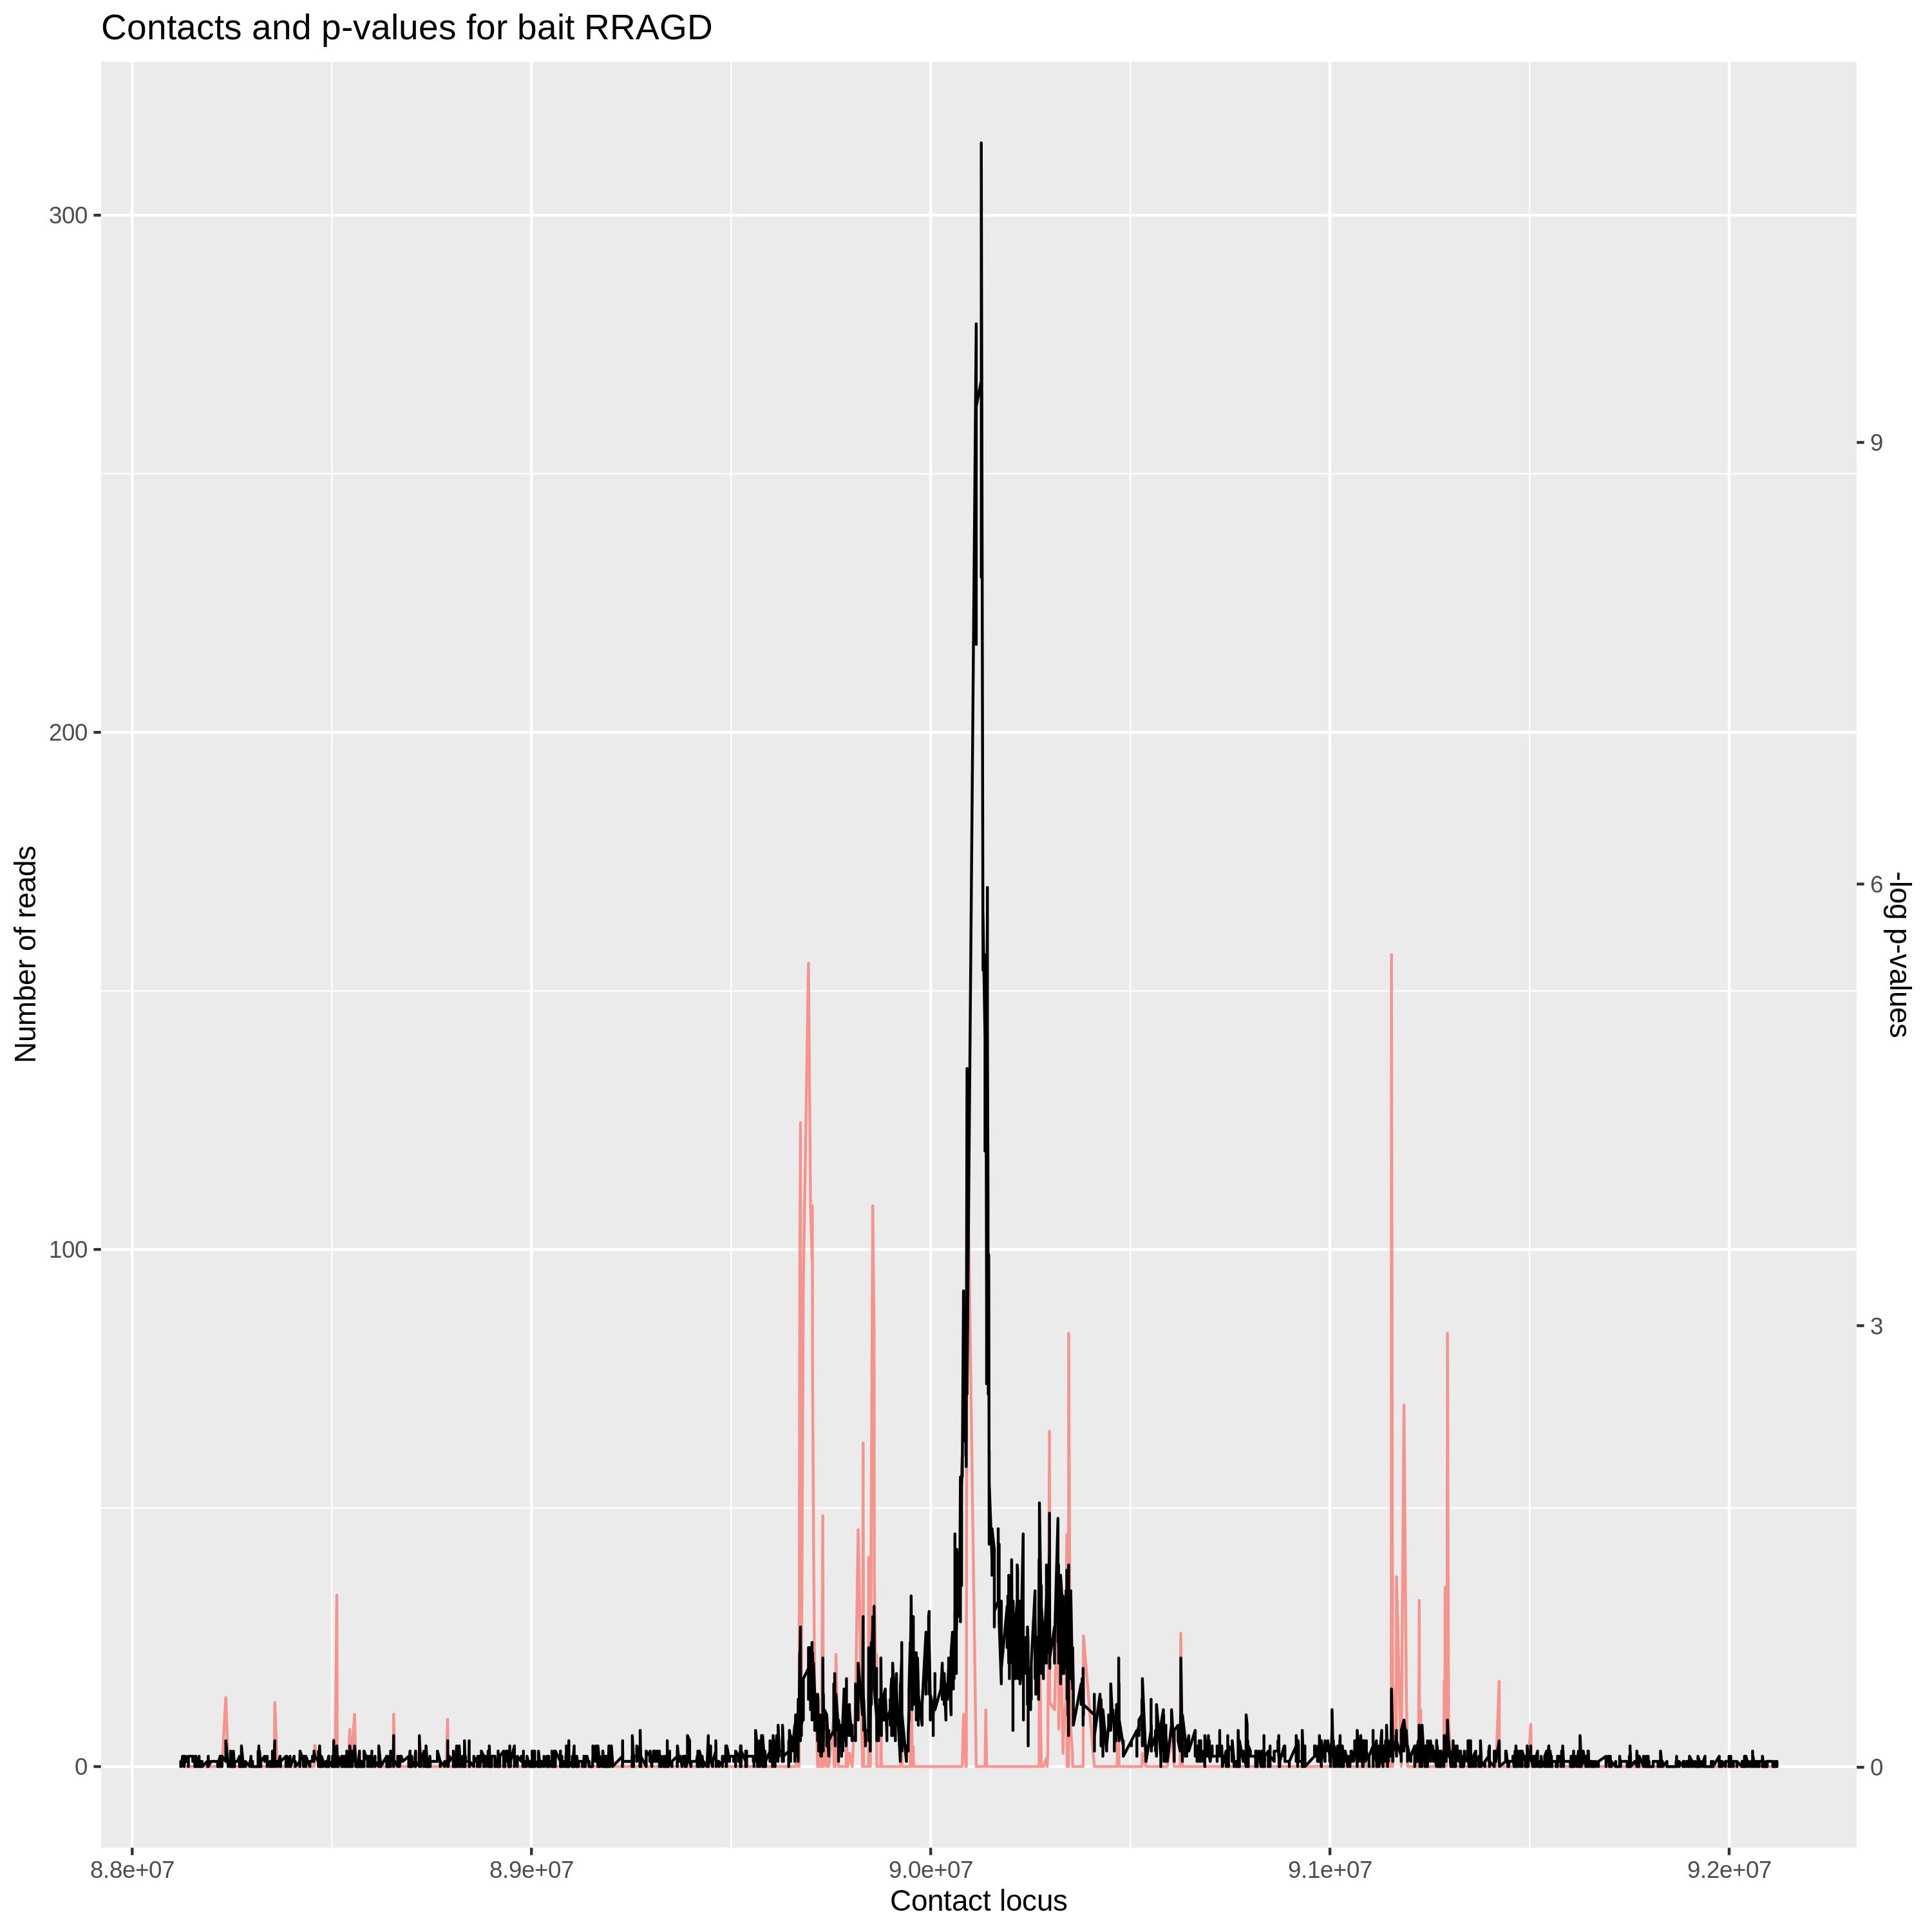 Contacts and p-values for bait RRAGD
300
200
100
0
Number of reads
9
6
3
0
-log p-values
8.8e+07 8.9e+07 9.0e+07 9.1e+07 9.2e+07
Contact locus